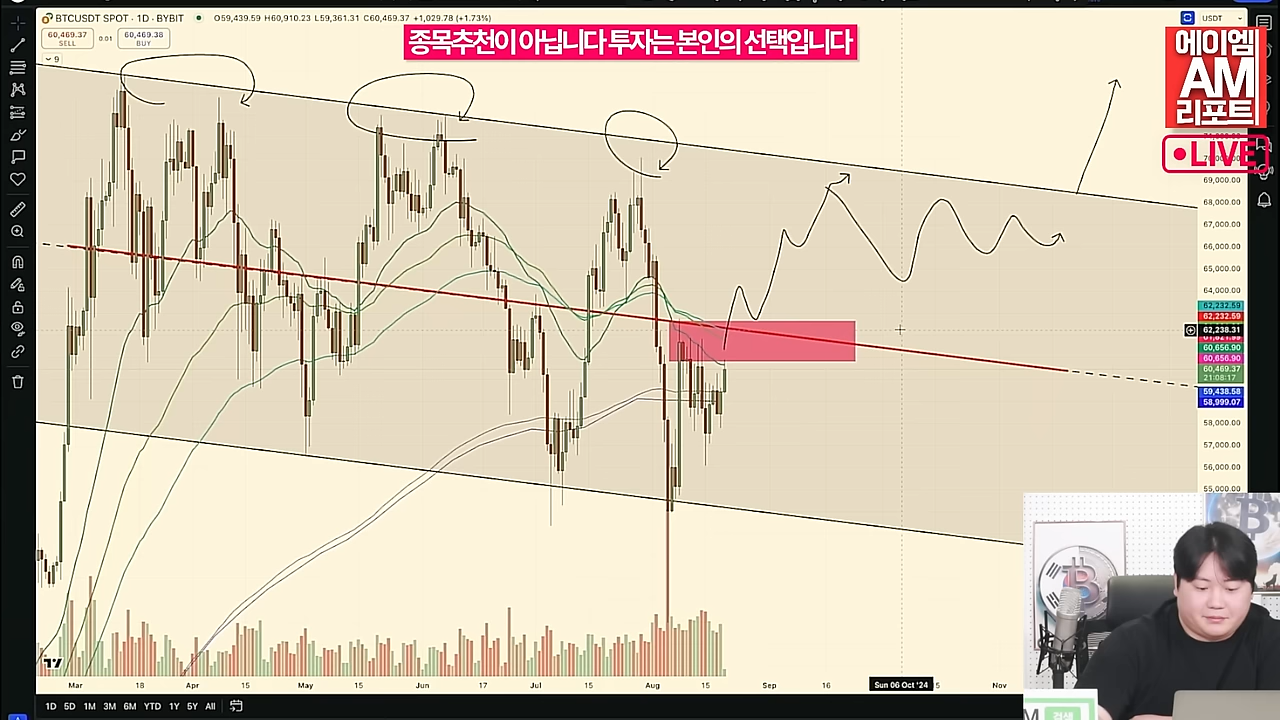 BTCUSDT SPOT · 1D · BYBIT
O59,439.59 H60,910.23 L59,361.31 C60,469.37 +1,029.78 (+1.73%)
60,469.37
SELL
0.01
60,469.38
BUY
9
종목추천이 아닙니다 투자는 본인의 선택입니다
USDT
에이엠
AM
리포트
LIVE
69,000.00
68,000.00
67,000.00
66,000.00
65,000.00
64,000.00
62,232.59
62,232.59
62,238.31
60,656.90
60,656.90
60,469.37
21:08:17
59,438.58
58,999.07
58,000.00
57,000.00
56,000.00
55,000.00
Mar
18
Apr
15
May
15
Jun
17
Jul
15
Aug
15
Sep
16
Sun 06 Oct '24
5
Nov
1D
5D
1M
3M
6M
YTD
1Y
5Y
All
검색